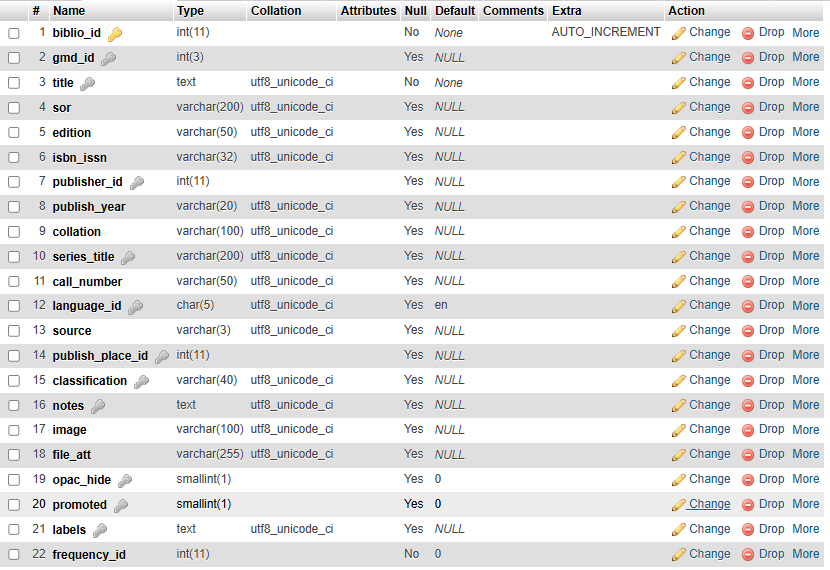 # Name Type Collation Attributes Null Default Comments Extra Action
1 biblio_id int(11) No None AUTO_INCREMENT Change Drop More
2 gmd_id int(3) Yes NULL Change Drop More
3 title text utf8_unicode_ci No None Change Drop More
4 sor varchar(200) utf8_unicode_ci Yes NULL Change Drop More
5 edition varchar(50) utf8_unicode_ci Yes NULL Change Drop More
6 isbn_issn varchar(32) utf8_unicode_ci Yes NULL Change Drop More
7 publisher_id int(11) Yes NULL Change Drop More
8 publish_year varchar(20) utf8_unicode_ci Yes NULL Change Drop More
9 collation varchar(100) utf8_unicode_ci Yes NULL Change Drop More
10 series_title varchar(200) utf8_unicode_ci Yes NULL Change Drop More
11 call_number varchar(50) utf8_unicode_ci Yes NULL Change Drop More
12 language_id char(5) utf8_unicode_ci Yes en Change Drop More
13 source varchar(3) utf8_unicode_ci Yes NULL Change Drop More
14 publish_place_id int(11) Yes NULL Change Drop More
15 classification varchar(40) utf8_unicode_ci Yes NULL Change Drop More
16 notes text utf8_unicode_ci Yes NULL Change Drop More
17 image varchar(100) utf8_unicode_ci Yes NULL Change Drop More
18 file_att varchar(255) utf8_unicode_ci Yes NULL Change Drop More
19 opac_hide smallint(1) Yes 0 Change Drop More
20 promoted smallint(1) Yes 0 Change Drop More
21 labels text utf8_unicode_ci Yes NULL Change Drop More
22 frequency_id int(11) No 0 Change Drop More